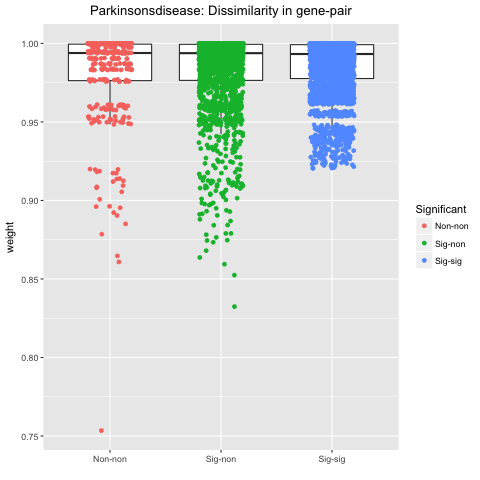 Parkinsonsdisease: Dissimilarity in gene-pair
1.00
0.95
0.90
0.85
0.80
0.75
weight
Non-non
Sig-non
Sig-sig
Significant
Non-non
Sig-non
Sig-sig